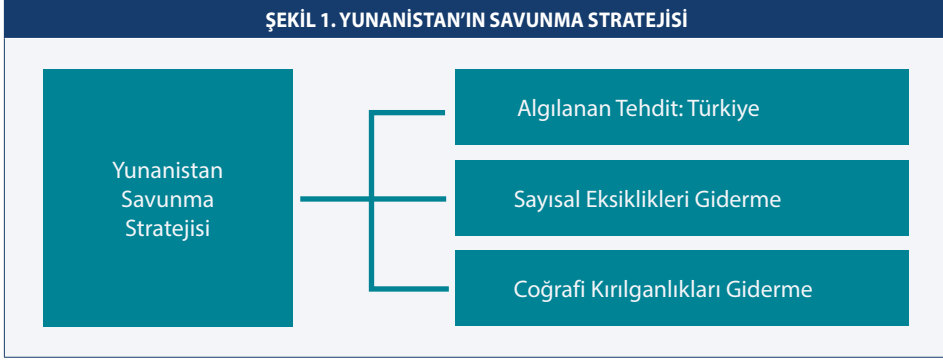 ŞEKİL 1. YUNANİSTAN'IN SAVUNMA STRATEJİSİ
Yunanistan
Savunma
Stratejisi
Algılanan Tehdit: Türkiye
Sayısal Eksiklikleri Giderme
Coğrafi Kırılganlıkları Giderme